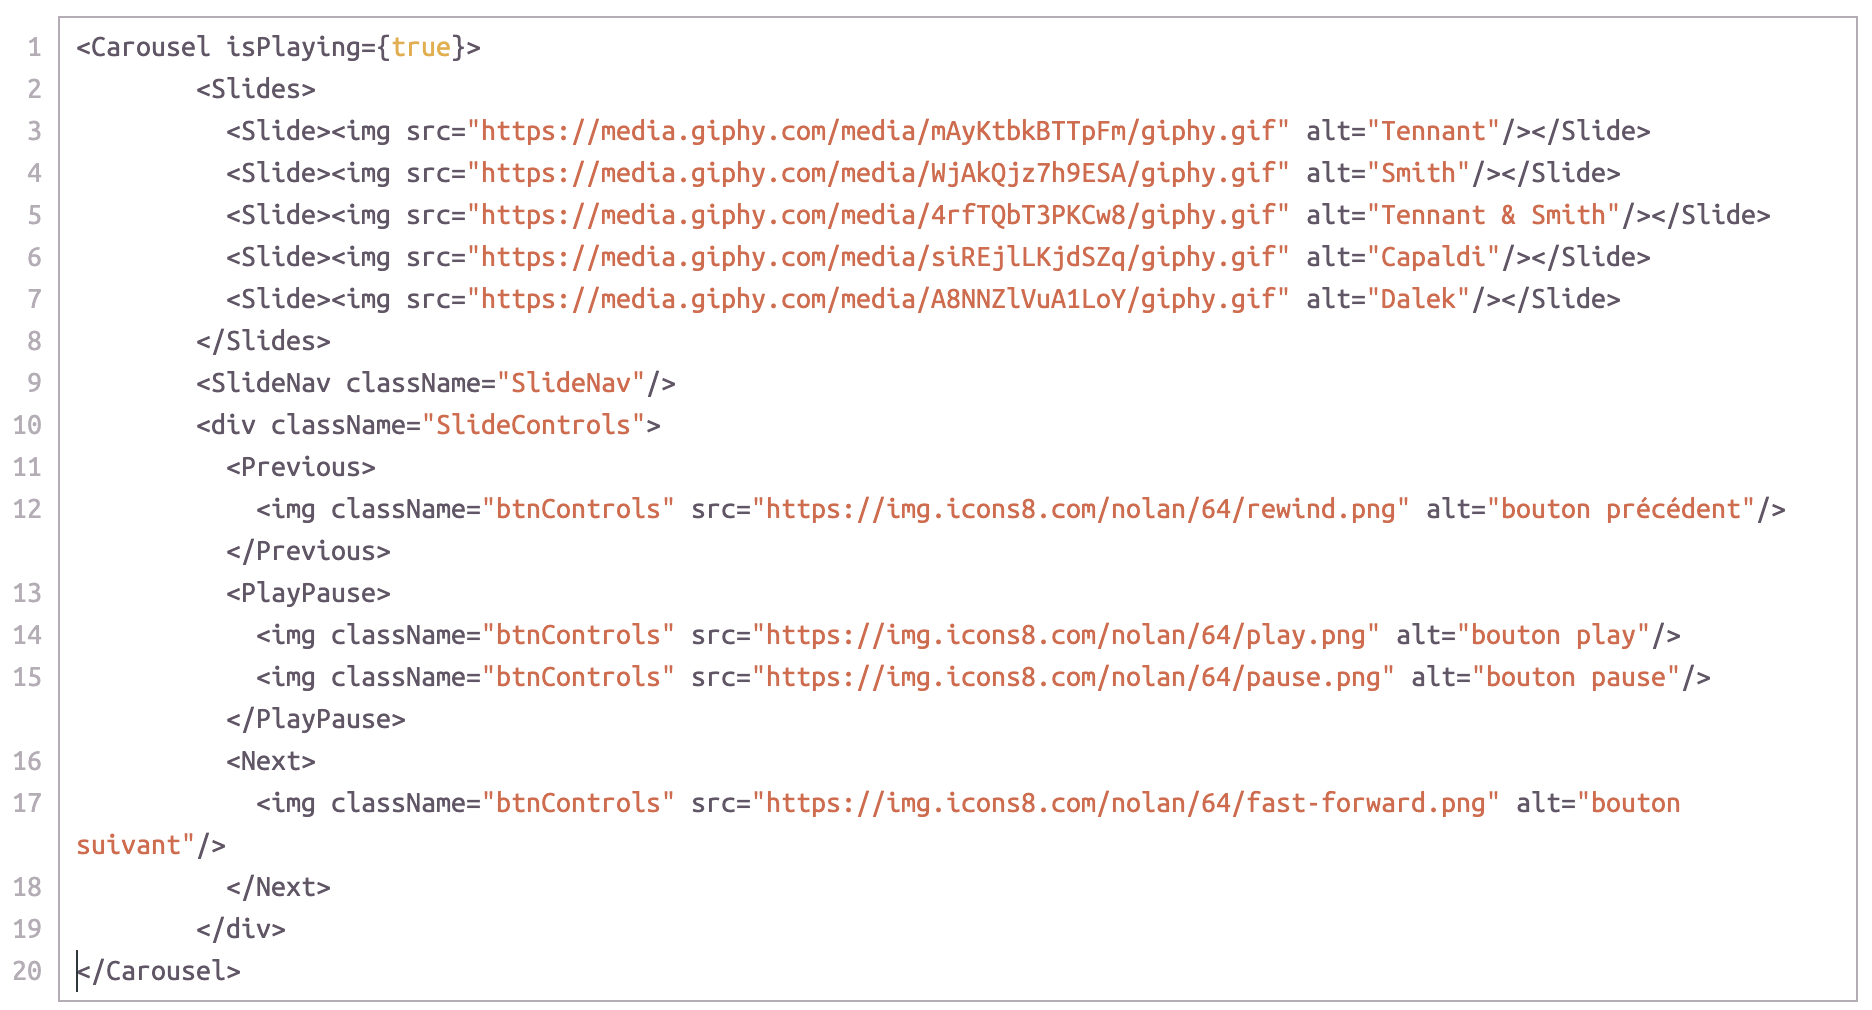 1 <Carousel isPlaying={true}>
2 <Slides>
3 <Slide><img src="https://media.giphy.com/media/mAyKtbkBTTpFm/giphy.gif" alt="Tennant"/></Slide>
4 <Slide><img src="https://media.giphy.com/media/WjAkQjz7h9ESA/giphy.gif" alt="Smith"/></Slide>
5 <Slide><img src="https://media.giphy.com/media/4rfTQbT3PKCw8/giphy.gif" alt="Tennant & Smith"/></Slide>
6 <Slide><img src="https://media.giphy.com/media/siREjlLKjdSZq/giphy.gif" alt="Capaldi"/></Slide>
7 <Slide><img src="https://media.giphy.com/media/A8NNZlVuA1LoY/giphy.gif" alt="Dalek"/></Slide>
8 </Slides>
9 <SlideNav className="SlideNav"/>
10 <div className="SlideControls">
11 <Previous>
12 <img className="btnControls" src="https://img.icons8.com/nolan/64/rewind.png" alt="bouton précédent"/>
</Previous>
13 <PlayPause>
14 <img className="btnControls" src="https://img.icons8.com/nolan/64/play.png" alt="bouton play"/>
15 <img className="btnControls" src="https://img.icons8.com/nolan/64/pause.png" alt="bouton pause"/>
</PlayPause>
16 <Next>
17 <img className="btnControls" src="https://img.icons8.com/nolan/64/fast-forward.png" alt="bouton
suivant"/>
18 </Next>
19 </div>
20 </Carousel>